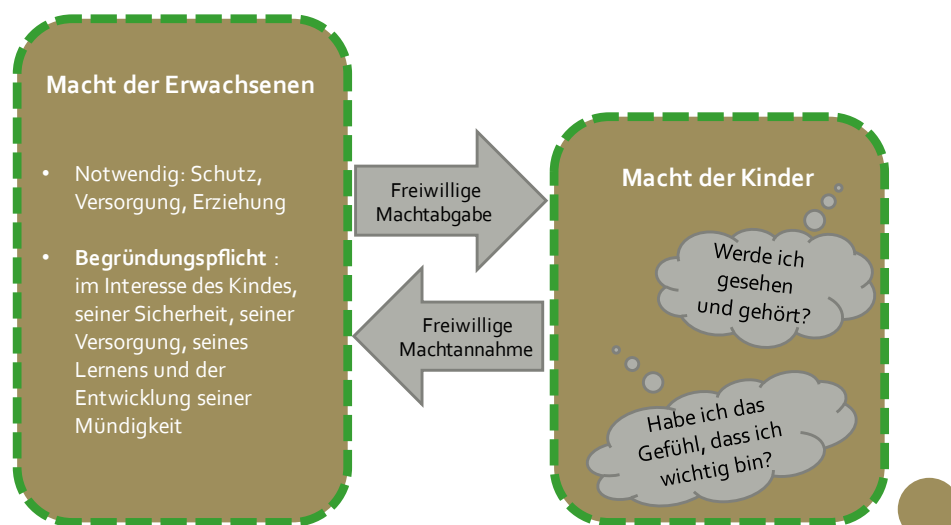 Macht der Erwachsenen
• Notwendig: Schutz,
Versorgung, Erziehung
• Begründungspflicht :
im Interesse des Kindes,
seiner Sicherheit, seiner
Versorgung, seines
Lernens und der
Entwicklung seiner
Mündigkeit
Freiwillige
Machtabgabe
Freiwillige
Machtannahme
Macht der Kinder
Werde ich
gesehen
und gehört?
Habe ich das
Gefühl, dass ich
wichtig bin?